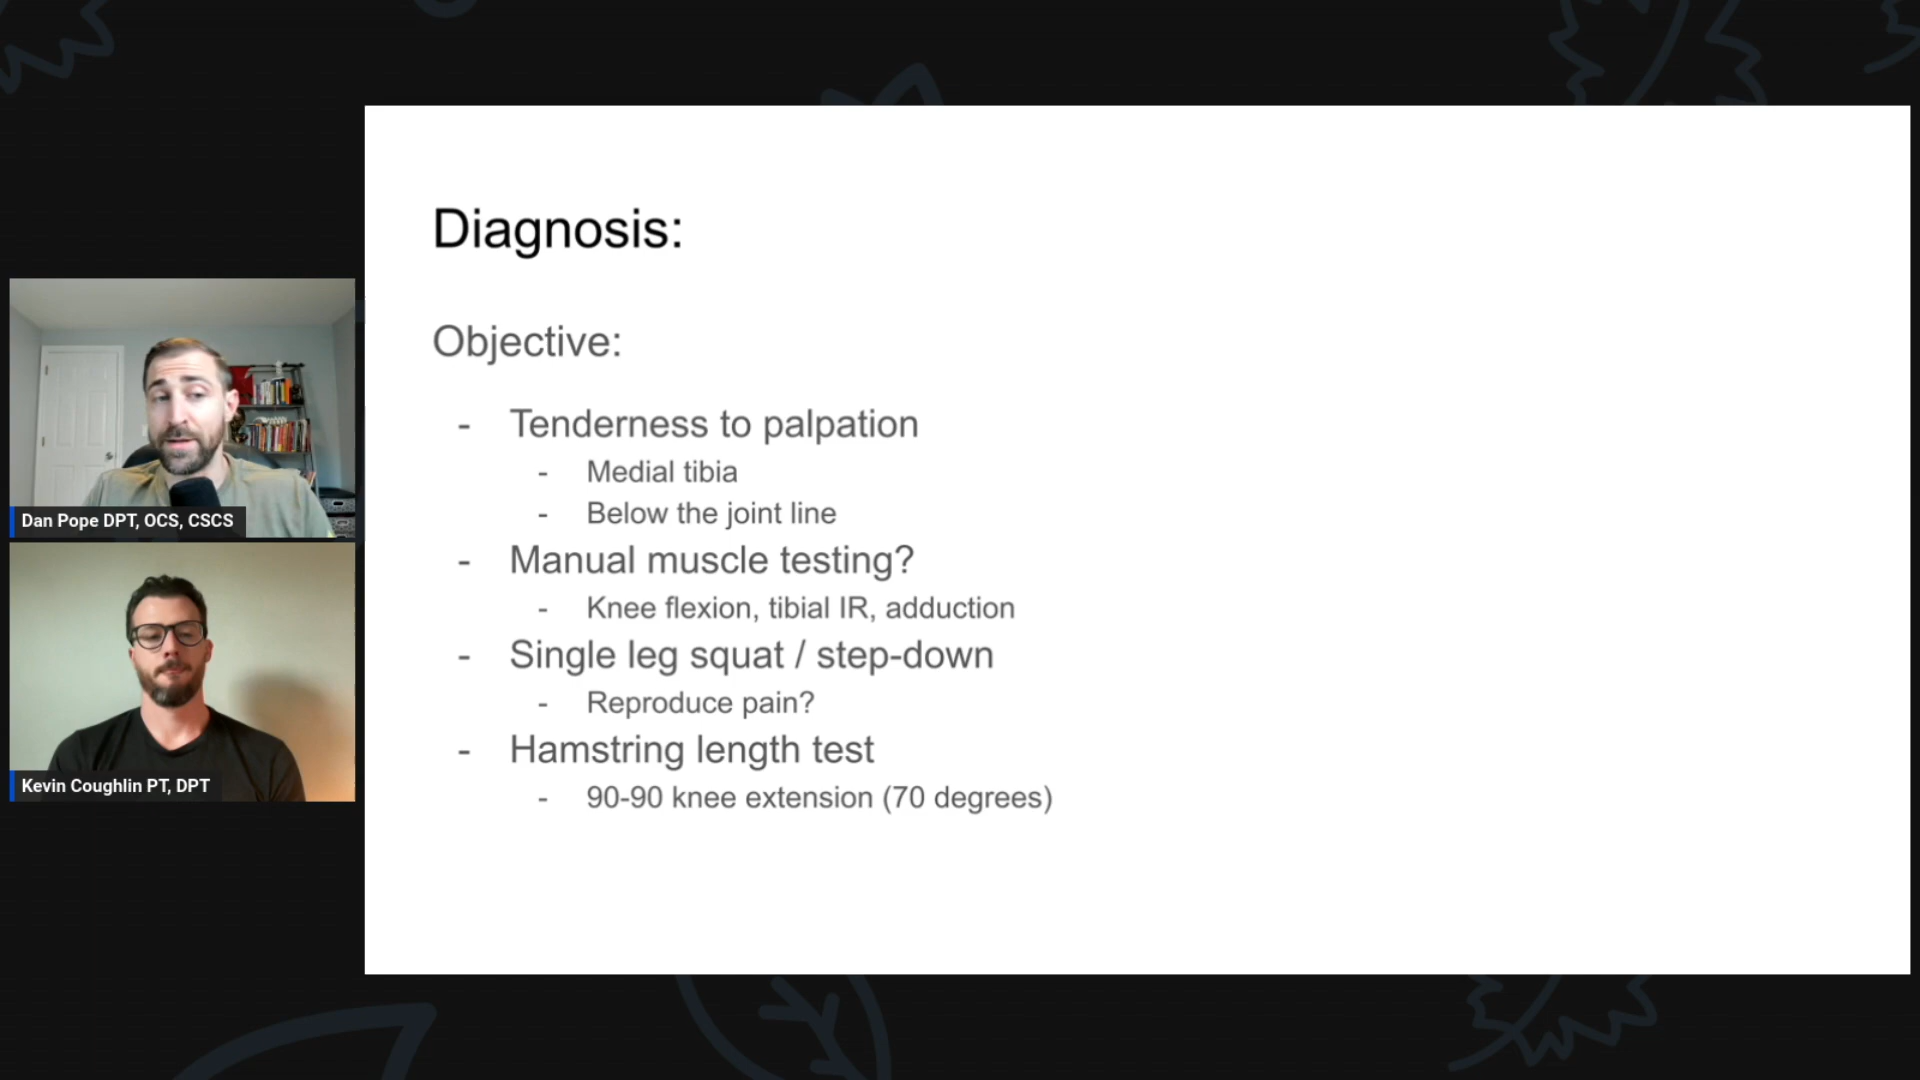 Diagnosis:
Objective:
- Tenderness to palpation
- Medial tibia
- Below the joint line
- Manual muscle testing?
- Knee flexion, tibial IR, adduction
- Single leg squat / step-down
- Reproduce pain?
- Hamstring length test
- 90-90 knee extension (70 degrees)
Dan Pope DPT, OCS, CSCS
Kevin Coughlin PT, DPT